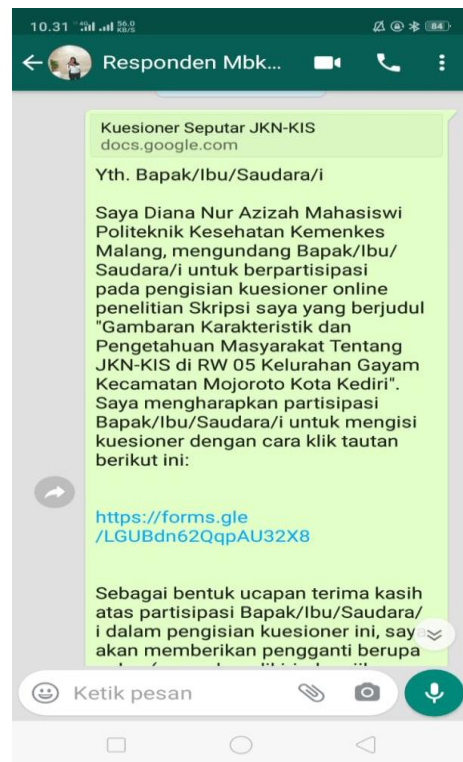 10.31 56.0 KB/S 84
Responden Mbk...
Kuesioner Seputar JKN-KIS
docs.google.com
Yth. Bapak/Ibu/Saudara/i
Saya Diana Nur Azizah Mahasiswi
Politeknik Kesehatan Kemenkes
Malang, mengundang Bapak/Ibu/
Saudara/i untuk berpartisipasi
pada pengisian kuesioner online
penelitian Skripsi saya yang berjudul
"Gambaran Karakteristik dan
Pengetahuan Masyarakat Tentang
JKN-KIS di RW 05 Kelurahan Gayam
Kecamatan Mojoroto Kota Kediri".
Saya mengharapkan partisipasi
Bapak/Ibu/Saudara/i untuk mengisi
kuesioner dengan cara klik tautan
berikut ini:
https://forms.gle
/LGUBdn62QqpAU32X8
Sebagai bentuk ucapan terima kasih
atas partisipasi Bapak/Ibu/Saudara/
i dalam pengisian kuesioner ini, saya
akan memberikan pengganti berupa
Ketik pesan